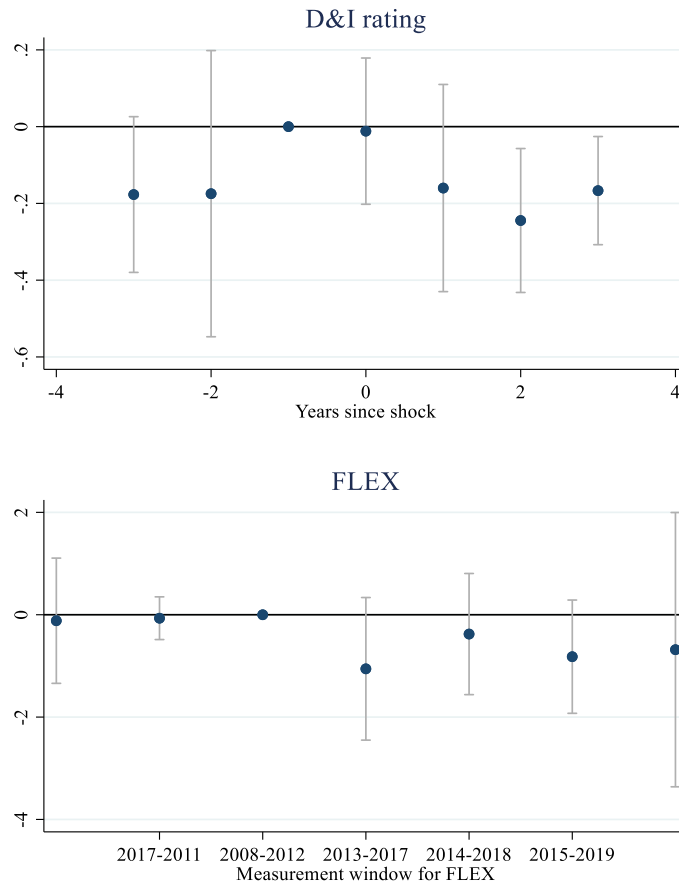 D&I rating
.2
0
-.2
-.4
-.6
-4 -2 0 2 4
Years since shock
FLEX
2
0
-2
-4
2017-2011 2008-2012 2013-2017 2014-2018 2015-2019
Measurement window for FLEX